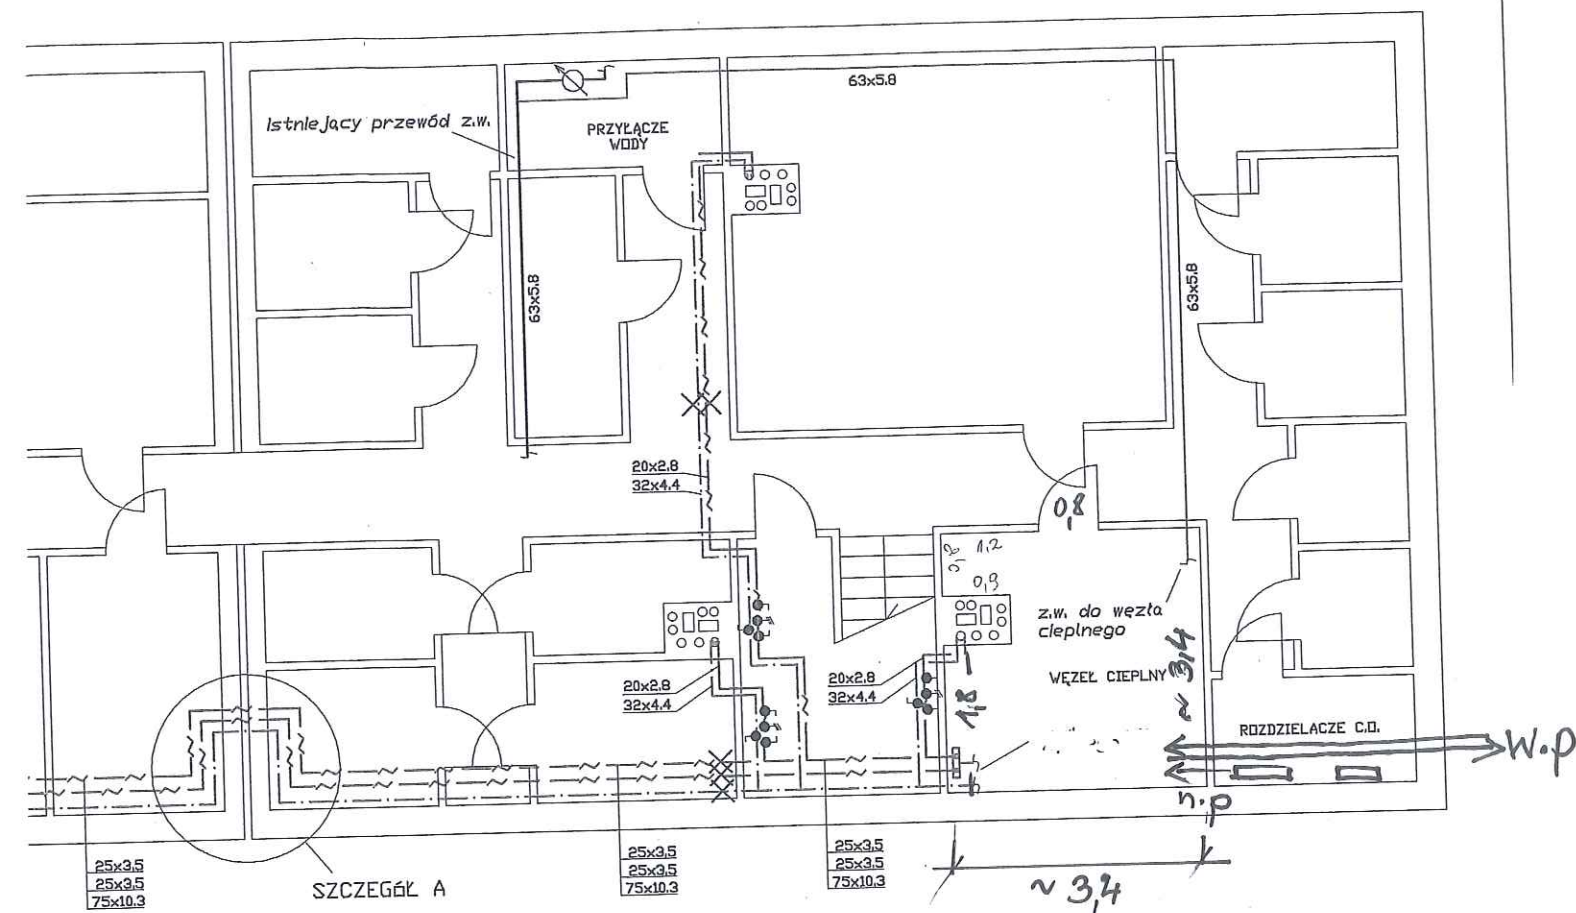 63x5.8
Istniejący przewód z.w.
PRZYŁĄCZE
WODY
63x5.8
63x5.8
20x2.8
32x4.4
0,8
1,2
0,9
z.w. do węzła
cieplnego
WĘZEŁ CIEPLNY
~ 3,4
20x2.8
32x4.4
20x2.8
32x4.4
1,8
ROZDZIELACZE C.O.
W.p
n.p
25x3,5
25x3,5
75x10.3
SZCZEGÓŁ A
25x3,5
25x3,5
75x10.3
25x3,5
25x3,5
75x10.3
~ 3,4